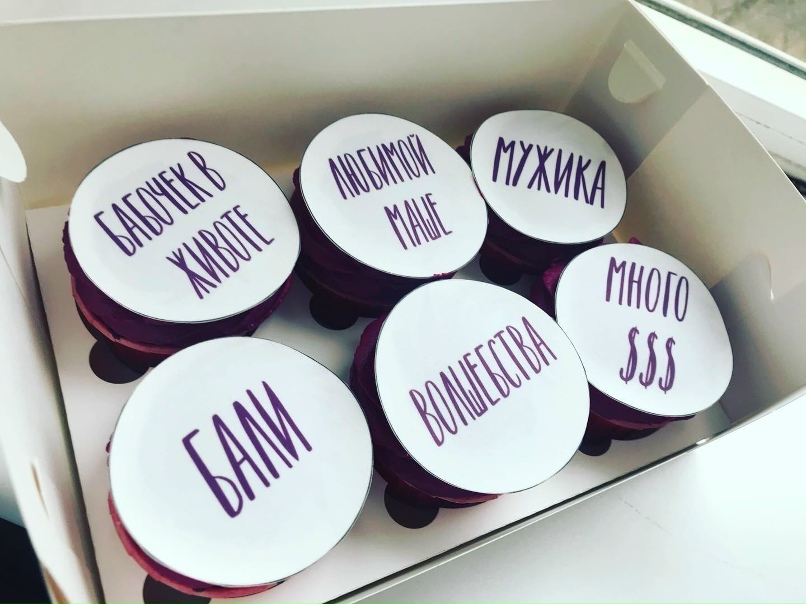 БАБОЧЕК В
ЖИВОТЕ
ЛЮБИМОЙ
МАШЕ
МУЖИКА
БАЛИ
ВОЛШЕБСТВА
МНОГО
$$$